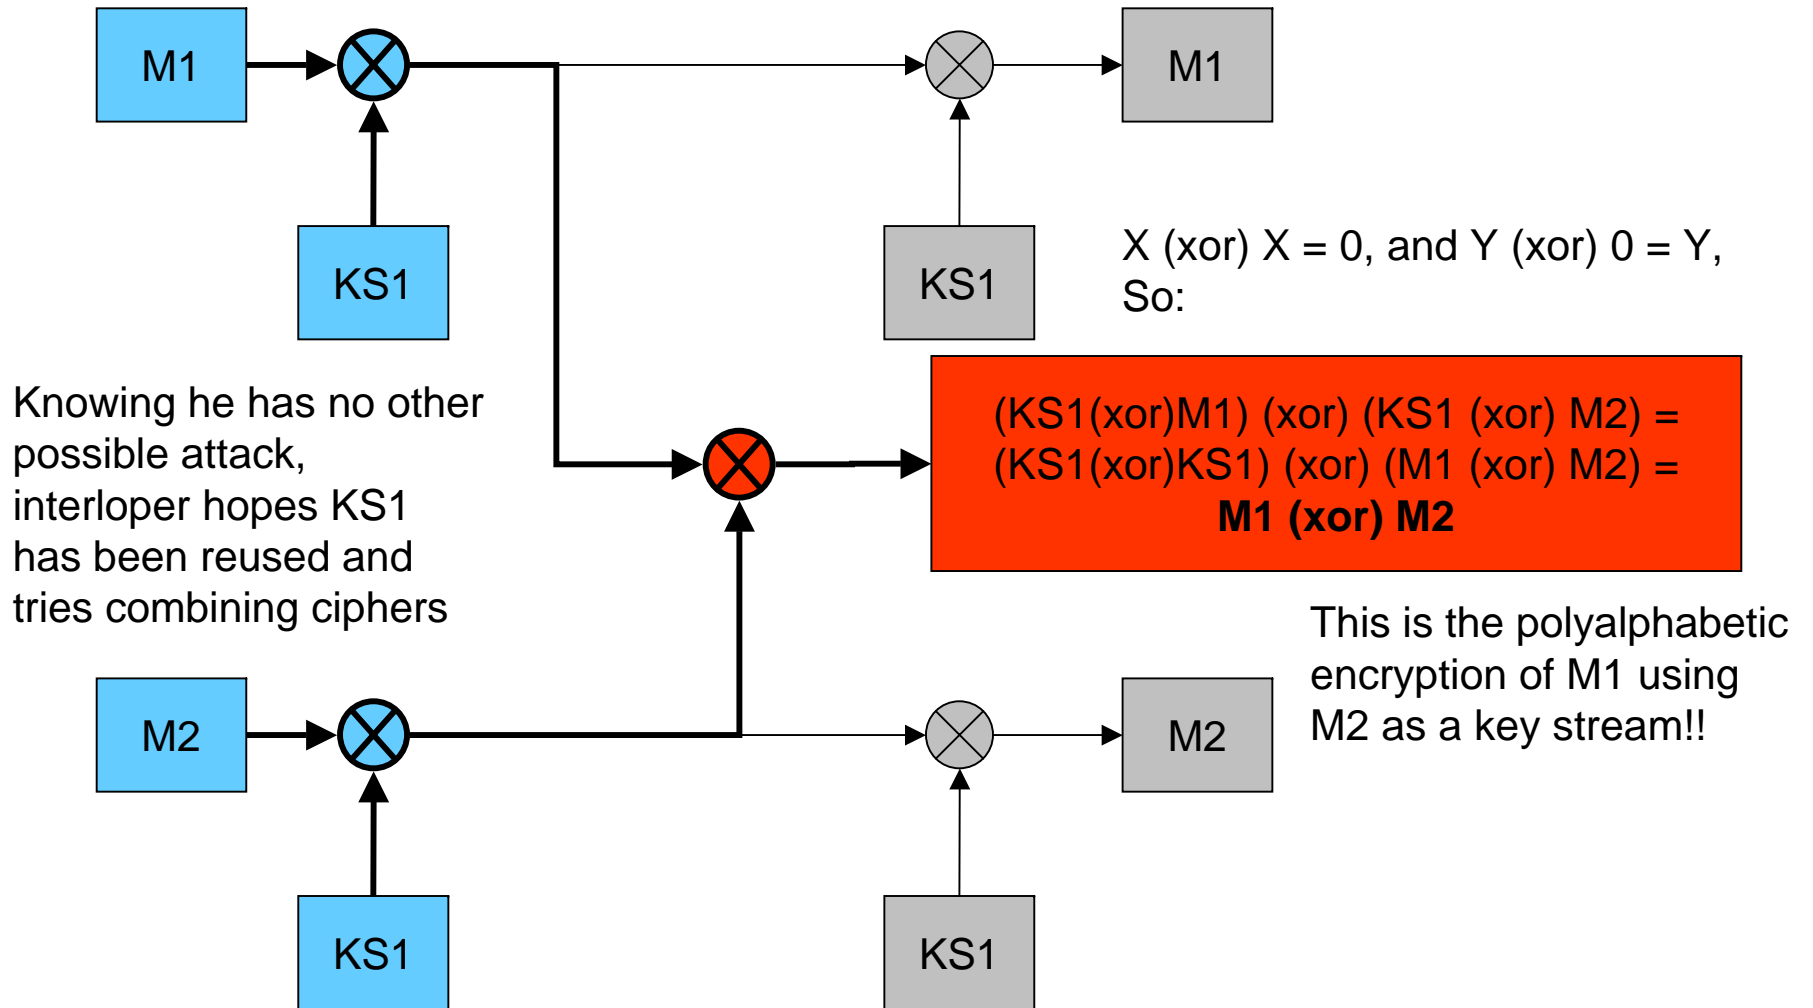 M1
M1
KS1
KS1
X (xor) X = 0, and Y (xor) 0 = Y,
So:
Knowing he has no other
possible attack,
interloper hopes KS1
has been reused and
tries combining ciphers
(KS1(xor)M1) (xor) (KS1 (xor) M2) =
(KS1(xor)KS1) (xor) (M1 (xor) M2) =
M1 (xor) M2
This is the polyalphabetic
encryption of M1 using
M2 as a key stream!!
M2
M2
KS1
KS1